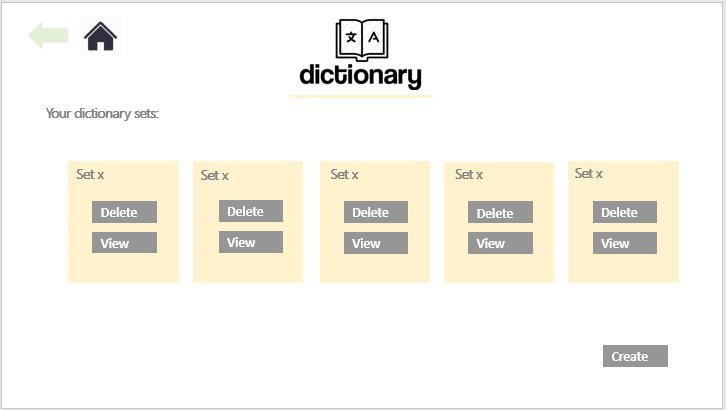 文 A
dictionary
Your dictionary sets:
Set x Set x Set x Set x Set x
Delete Delete Delete Delete Delete
View View View View View
Create